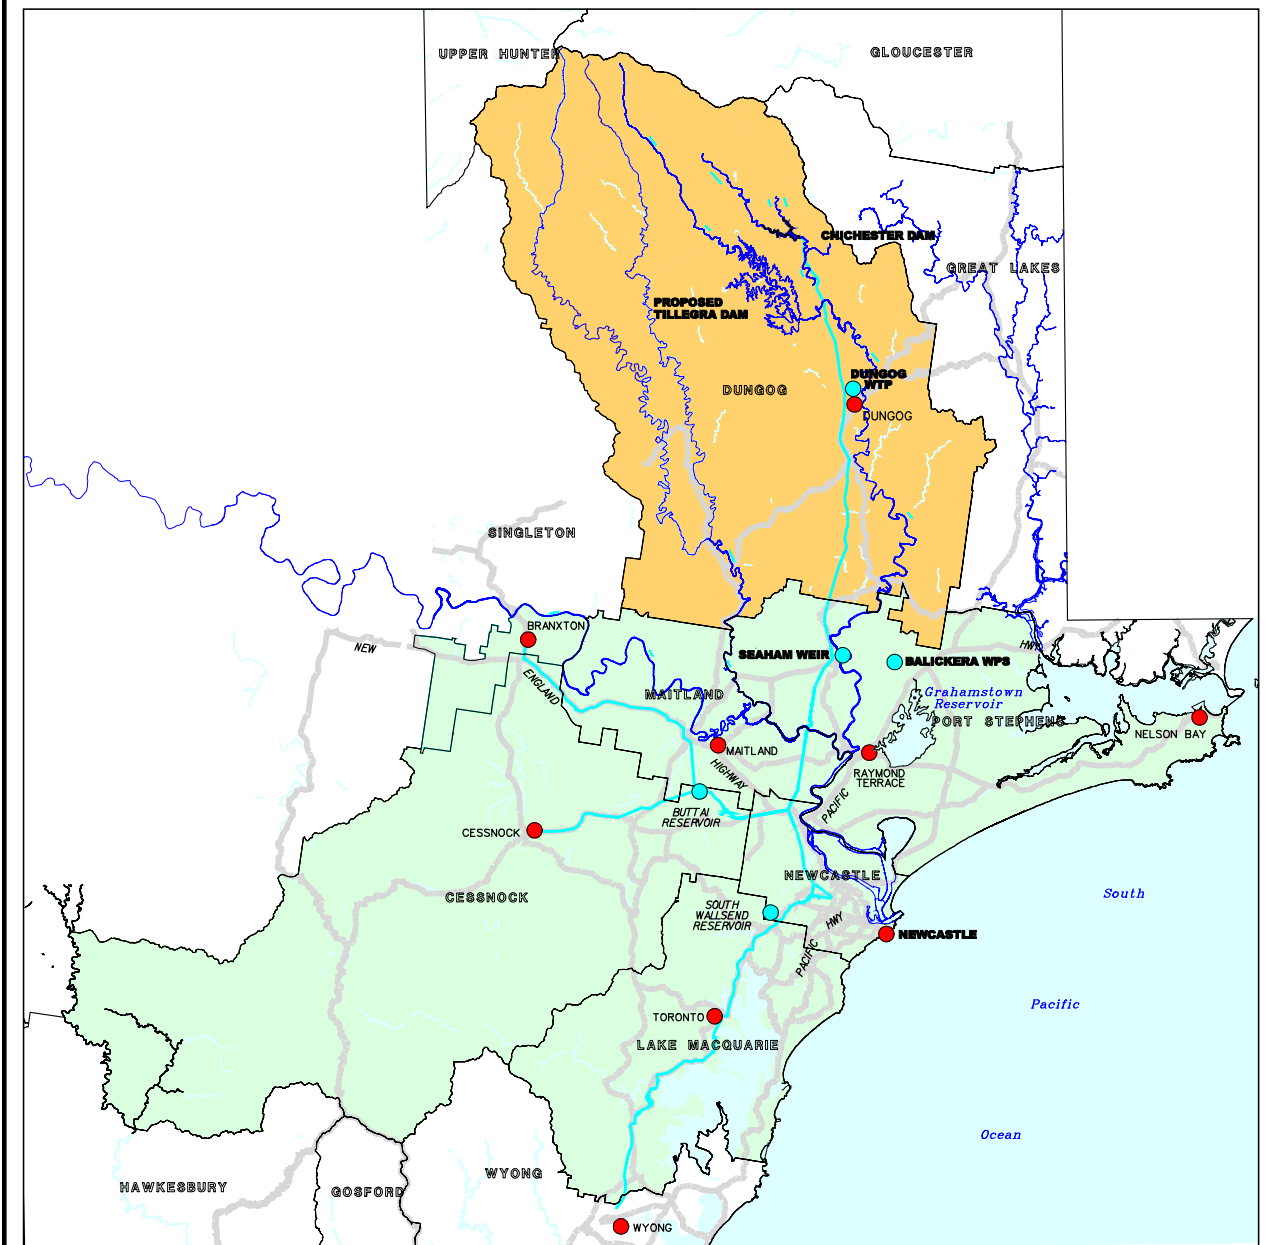 UPPER HUNTER
GLOUCESTER
CHICHESTER DAM
GREAT LAKES
PROPOSED
TILLEGRA DAM
DUNGOG
WTP
DUNGOG
DUNGOG
SINGLETON
BRANXTON
NEW
ENGLAND
HIGHWAY
HWY
SEAHAM WEIR
BALICKERA WPS
MAITLAND
Grahamstown
Reservoir
PORT STEPHENS
NELSON BAY
MAITLAND
RAYMOND
TERRACE
PACIFIC
BUTTAI
RESERVOIR
CESSNOCK
NEWCASTLE
CESSNOCK
SOUTH
WALLSEND
RESERVOIR
HWY
PACIFIC
NEWCASTLE
South
Pacific
Ocean
TORONTO
LAKE MACQUARIE
WYONG
HAWKESBURY
GOSFORD
WYONG